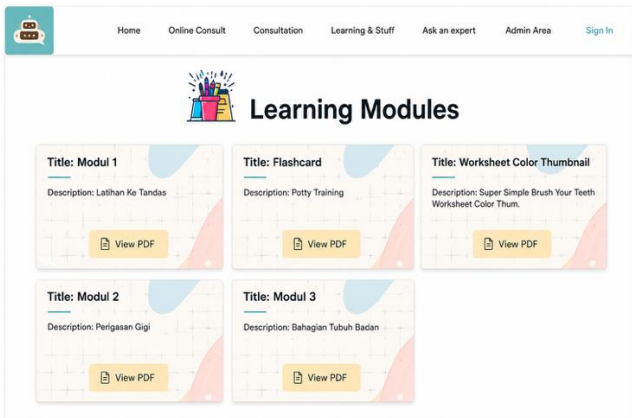 Home Online Consult Consultation Learning & Stuff Ask an expert Admin Area Sign In
Learning Modules
Title: Modul 1
Description: Latihan Ke Tandas
View PDF
Title: Flashcard
Description: Potty Training
View PDF
Title: Worksheet Color Thumbnail
Description: Super Simple Brush Your Teeth
Worksheet Color Thum.
View PDF
Title: Modul 2
Description: Perigasan Gigi
View PDF
Title: Modul 3
Description: Bahagian Tubuh Badan
View PDF